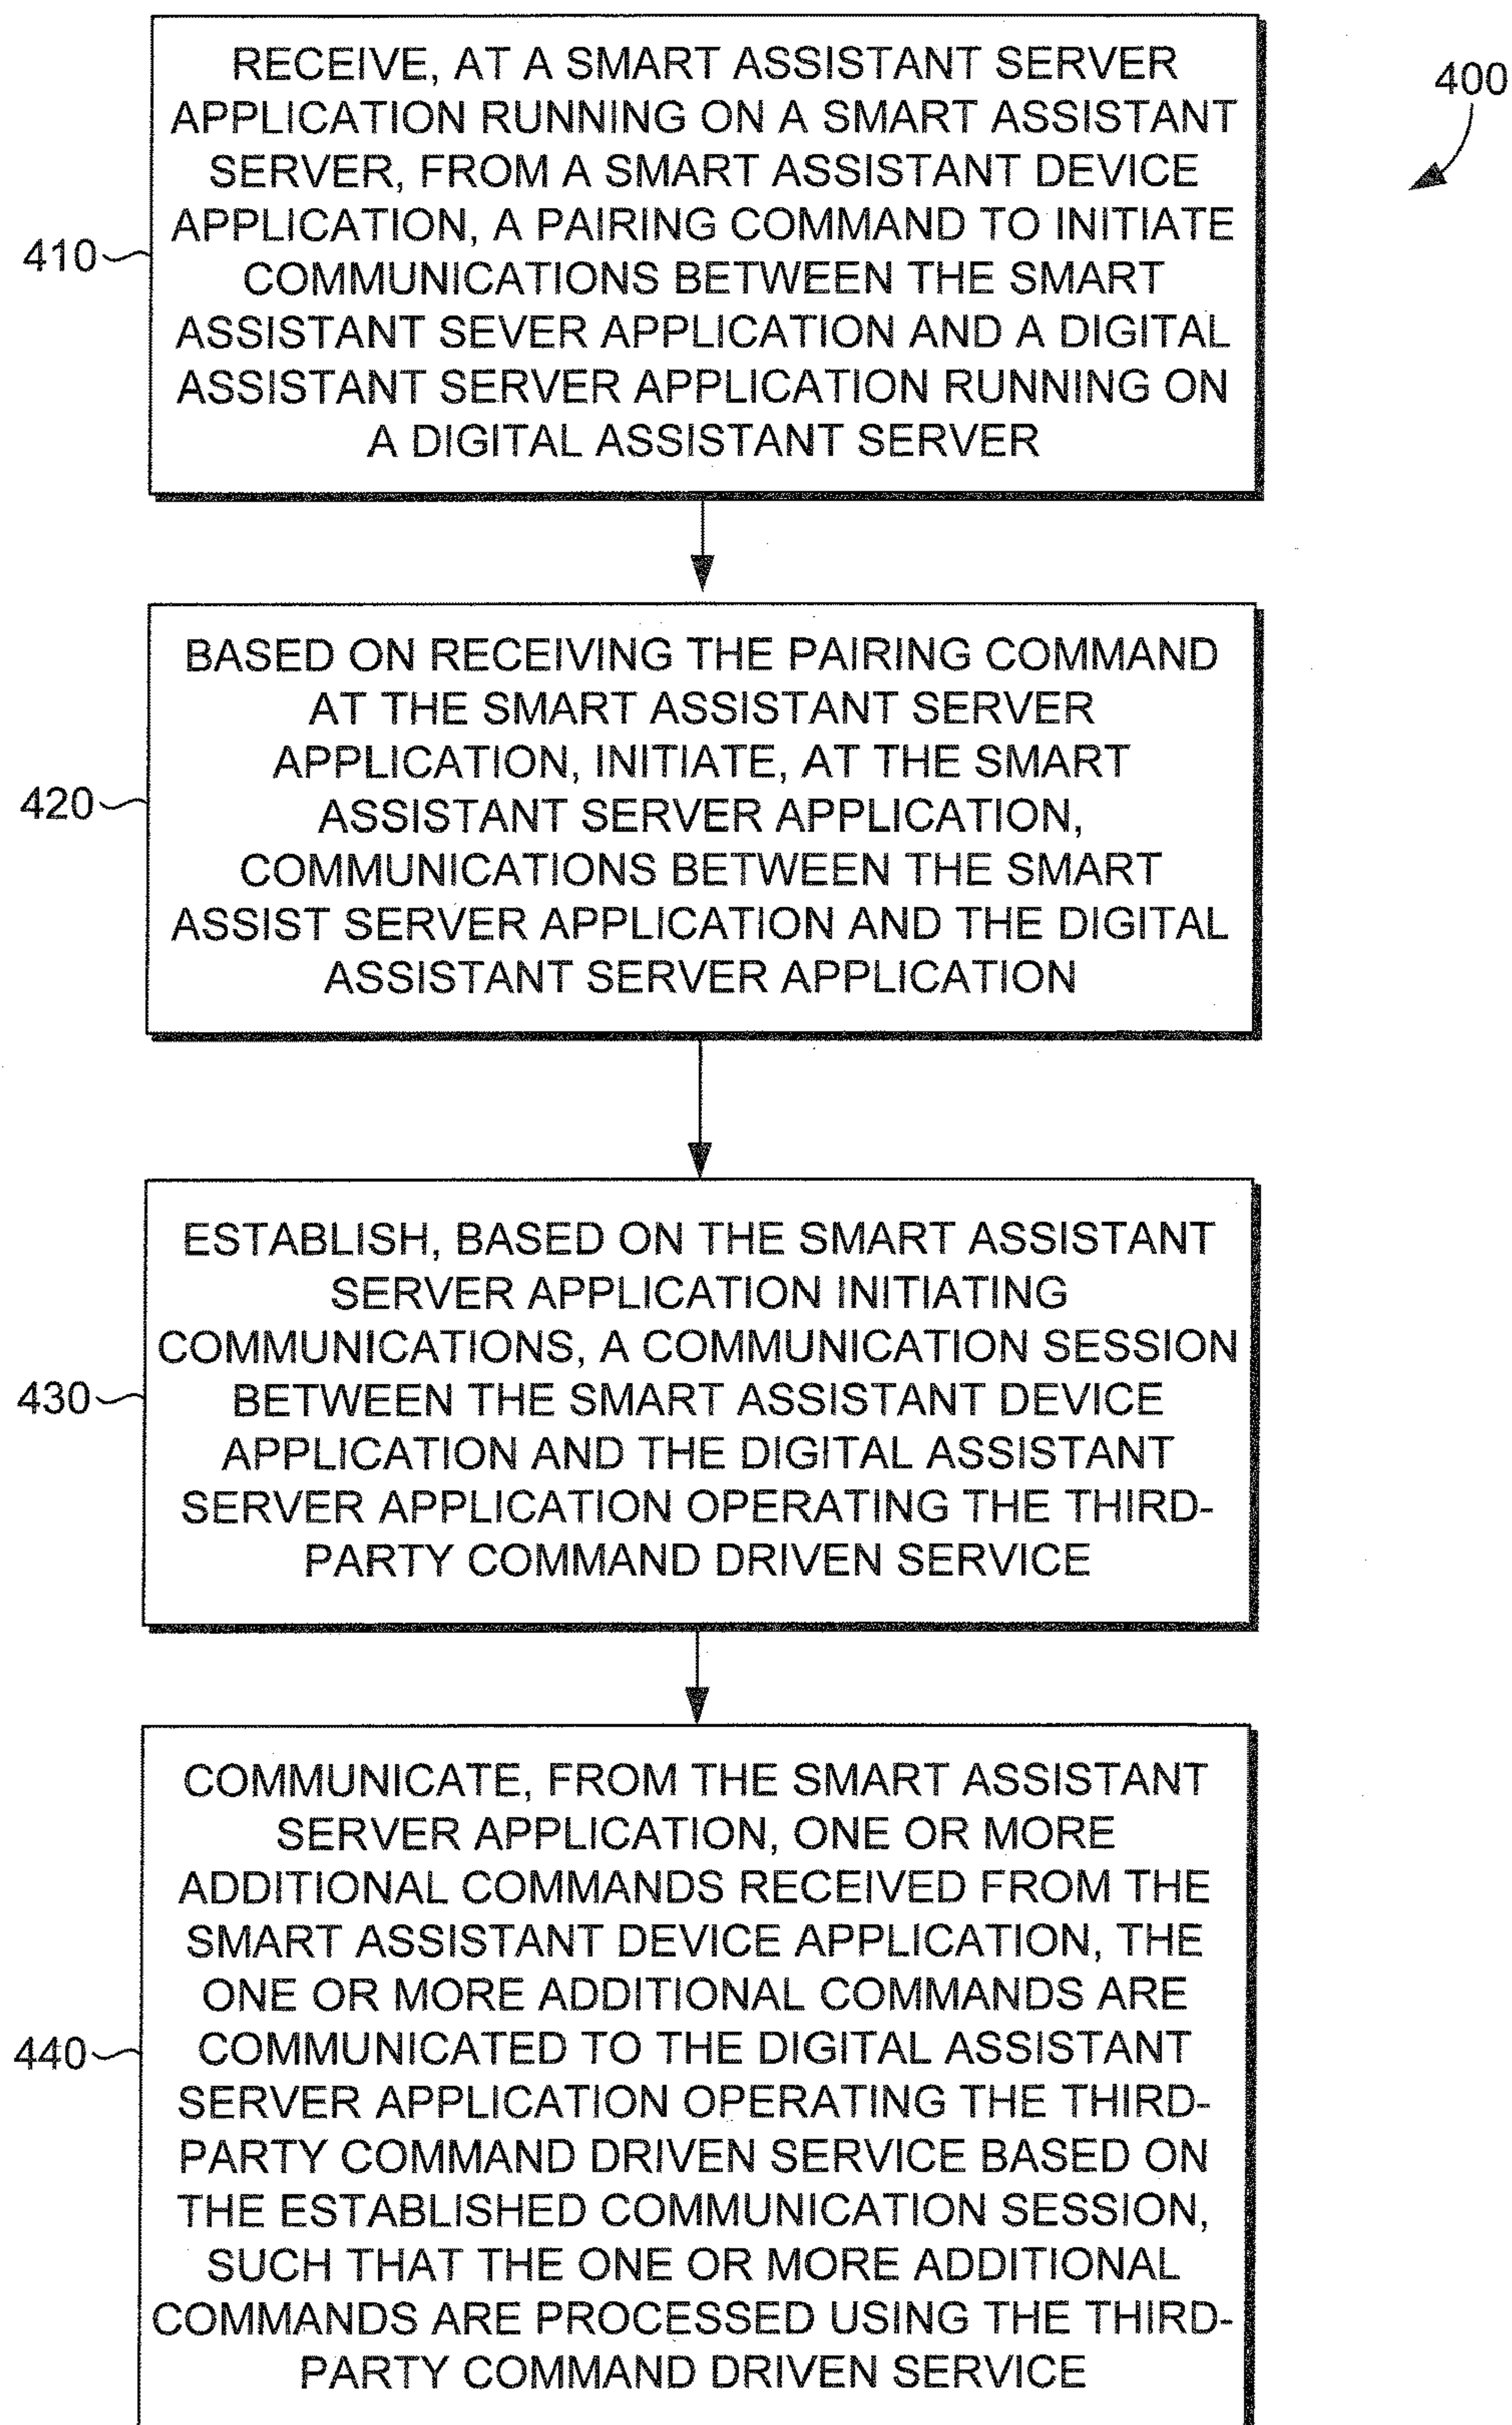 400
RECEIVE, AT A SMART ASSISTANT SERVER
APPLICATION RUNNING ON A SMART ASSISTANT
SERVER, FROM A SMART ASSISTANT DEVICE
APPLICATION, A PAIRING COMMAND TO INITIATE
COMMUNICATIONS BETWEEN THE SMART
ASSISTANT SEVER APPLICATION AND A DIGITAL
ASSISTANT SERVER APPLICATION RUNNING ON
A DIGITAL ASSISTANT SERVER
410
BASED ON RECEIVING THE PAIRING COMMAND
AT THE SMART ASSISTANT SERVER
APPLICATION, INITIATE, AT THE SMART
ASSISTANT SERVER APPLICATION,
COMMUNICATIONS BETWEEN THE SMART
ASSIST SERVER APPLICATION AND THE DIGITAL
ASSISTANT SERVER APPLICATION
420
ESTABLISH, BASED ON THE SMART ASSISTANT
SERVER APPLICATION INITIATING
COMMUNICATIONS, A COMMUNICATION SESSION
BETWEEN THE SMART ASSISTANT DEVICE
APPLICATION AND THE DIGITAL ASSISTANT
SERVER APPLICATION OPERATING THE THIRD-
PARTY COMMAND DRIVEN SERVICE
430
COMMUNICATE, FROM THE SMART ASSISTANT
SERVER APPLICATION, ONE OR MORE
ADDITIONAL COMMANDS RECEIVED FROM THE
SMART ASSISTANT DEVICE APPLICATION, THE
ONE OR MORE ADDITIONAL COMMANDS ARE
COMMUNICATED TO THE DIGITAL ASSISTANT
SERVER APPLICATION OPERATING THE THIRD-
PARTY COMMAND DRIVEN SERVICE BASED ON
THE ESTABLISHED COMMUNICATION SESSION,
SUCH THAT THE ONE OR MORE ADDITIONAL
COMMANDS ARE PROCESSED USING THE THIRD-
PARTY COMMAND DRIVEN SERVICE
440